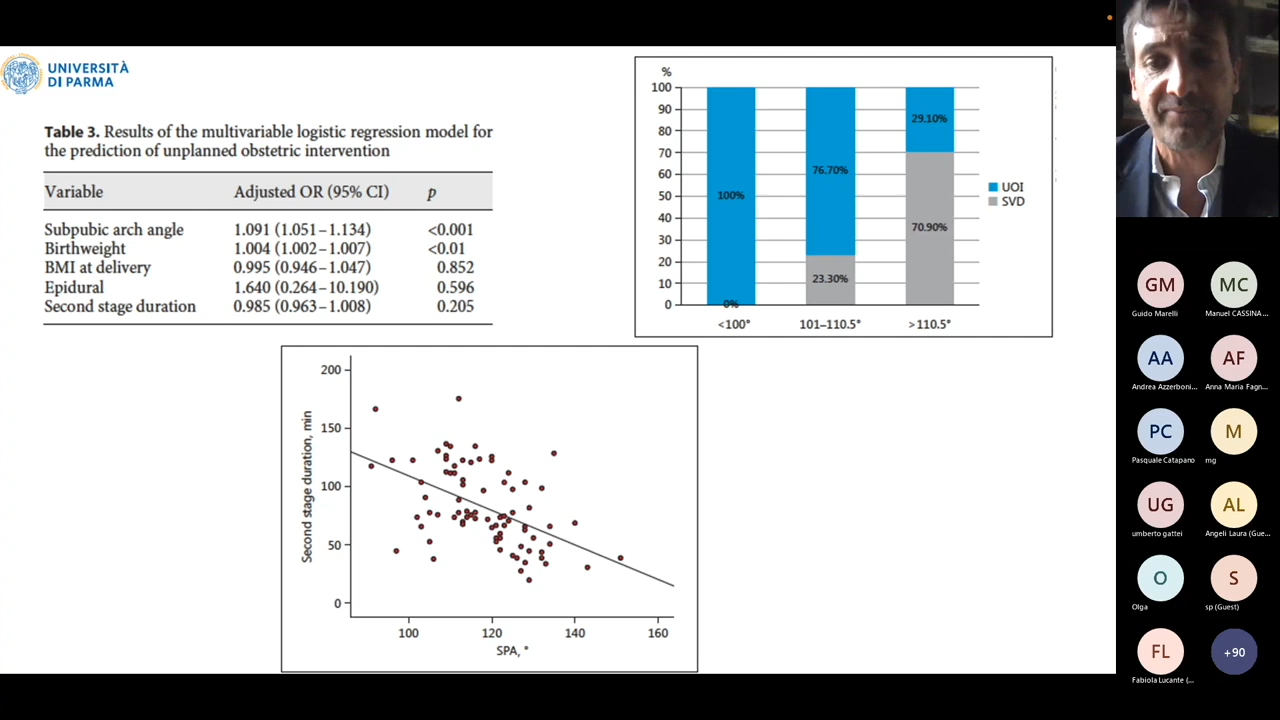 UNIVERSITÀ
DI PARMA
Table 3. Results of the multivariable logistic regression model for
the prediction of unplanned obstetric intervention
Variable Adjusted OR (95% CI) p
Subpubic arch angle 1.091 (1.051–1.134) <0.001
Birthweight 1.004 (1.002–1.007) <0.01
BMI at delivery 0.995 (0.946–1.047) 0.852
Epidural 1.640 (0.264–10.190) 0.596
Second stage duration 0.985 (0.963–1.008) 0.205
%
100
90
80
70
60
50
40
30
20
10
0
100%
0%
76.70%
23.30%
29.10%
70.90%
<100° 101–110.5° >110.5°
UOI
SVD
Second stage duration, min
200
150
100
50
0
100 120 140 160
SPA, °
GM MC
Guido Marelli Manuel CASSINA...
AA AF
Andrea Azzerboni... Anna Maria Fagn...
PC M
Pasquale Catapano mg
UG AL
umberto gattei Angeli Laura (Gue...
O S
Olga sp (Guest)
FL +90
Fabiola Lucante (...